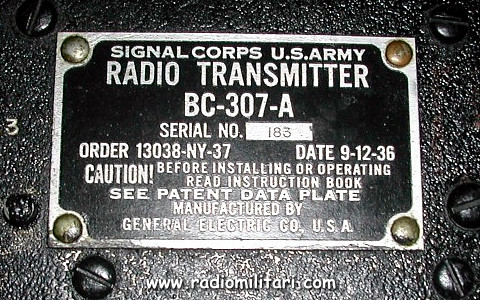 SIGNAL CORPS U.S. ARMY
RADIO TRANSMITTER
BC-307-A
SERIAL NO. 183
ORDER 13038-NY-37 DATE 9-12-36
CAUTION! BEFORE INSTALLING OR OPERATING
READ INSTRUCTION BOOK
SEE PATENT DATA PLATE
MANUFACTURED BY
GENERAL ELECTRIC CO., U.S.A.
3
www.radiomilitari.com